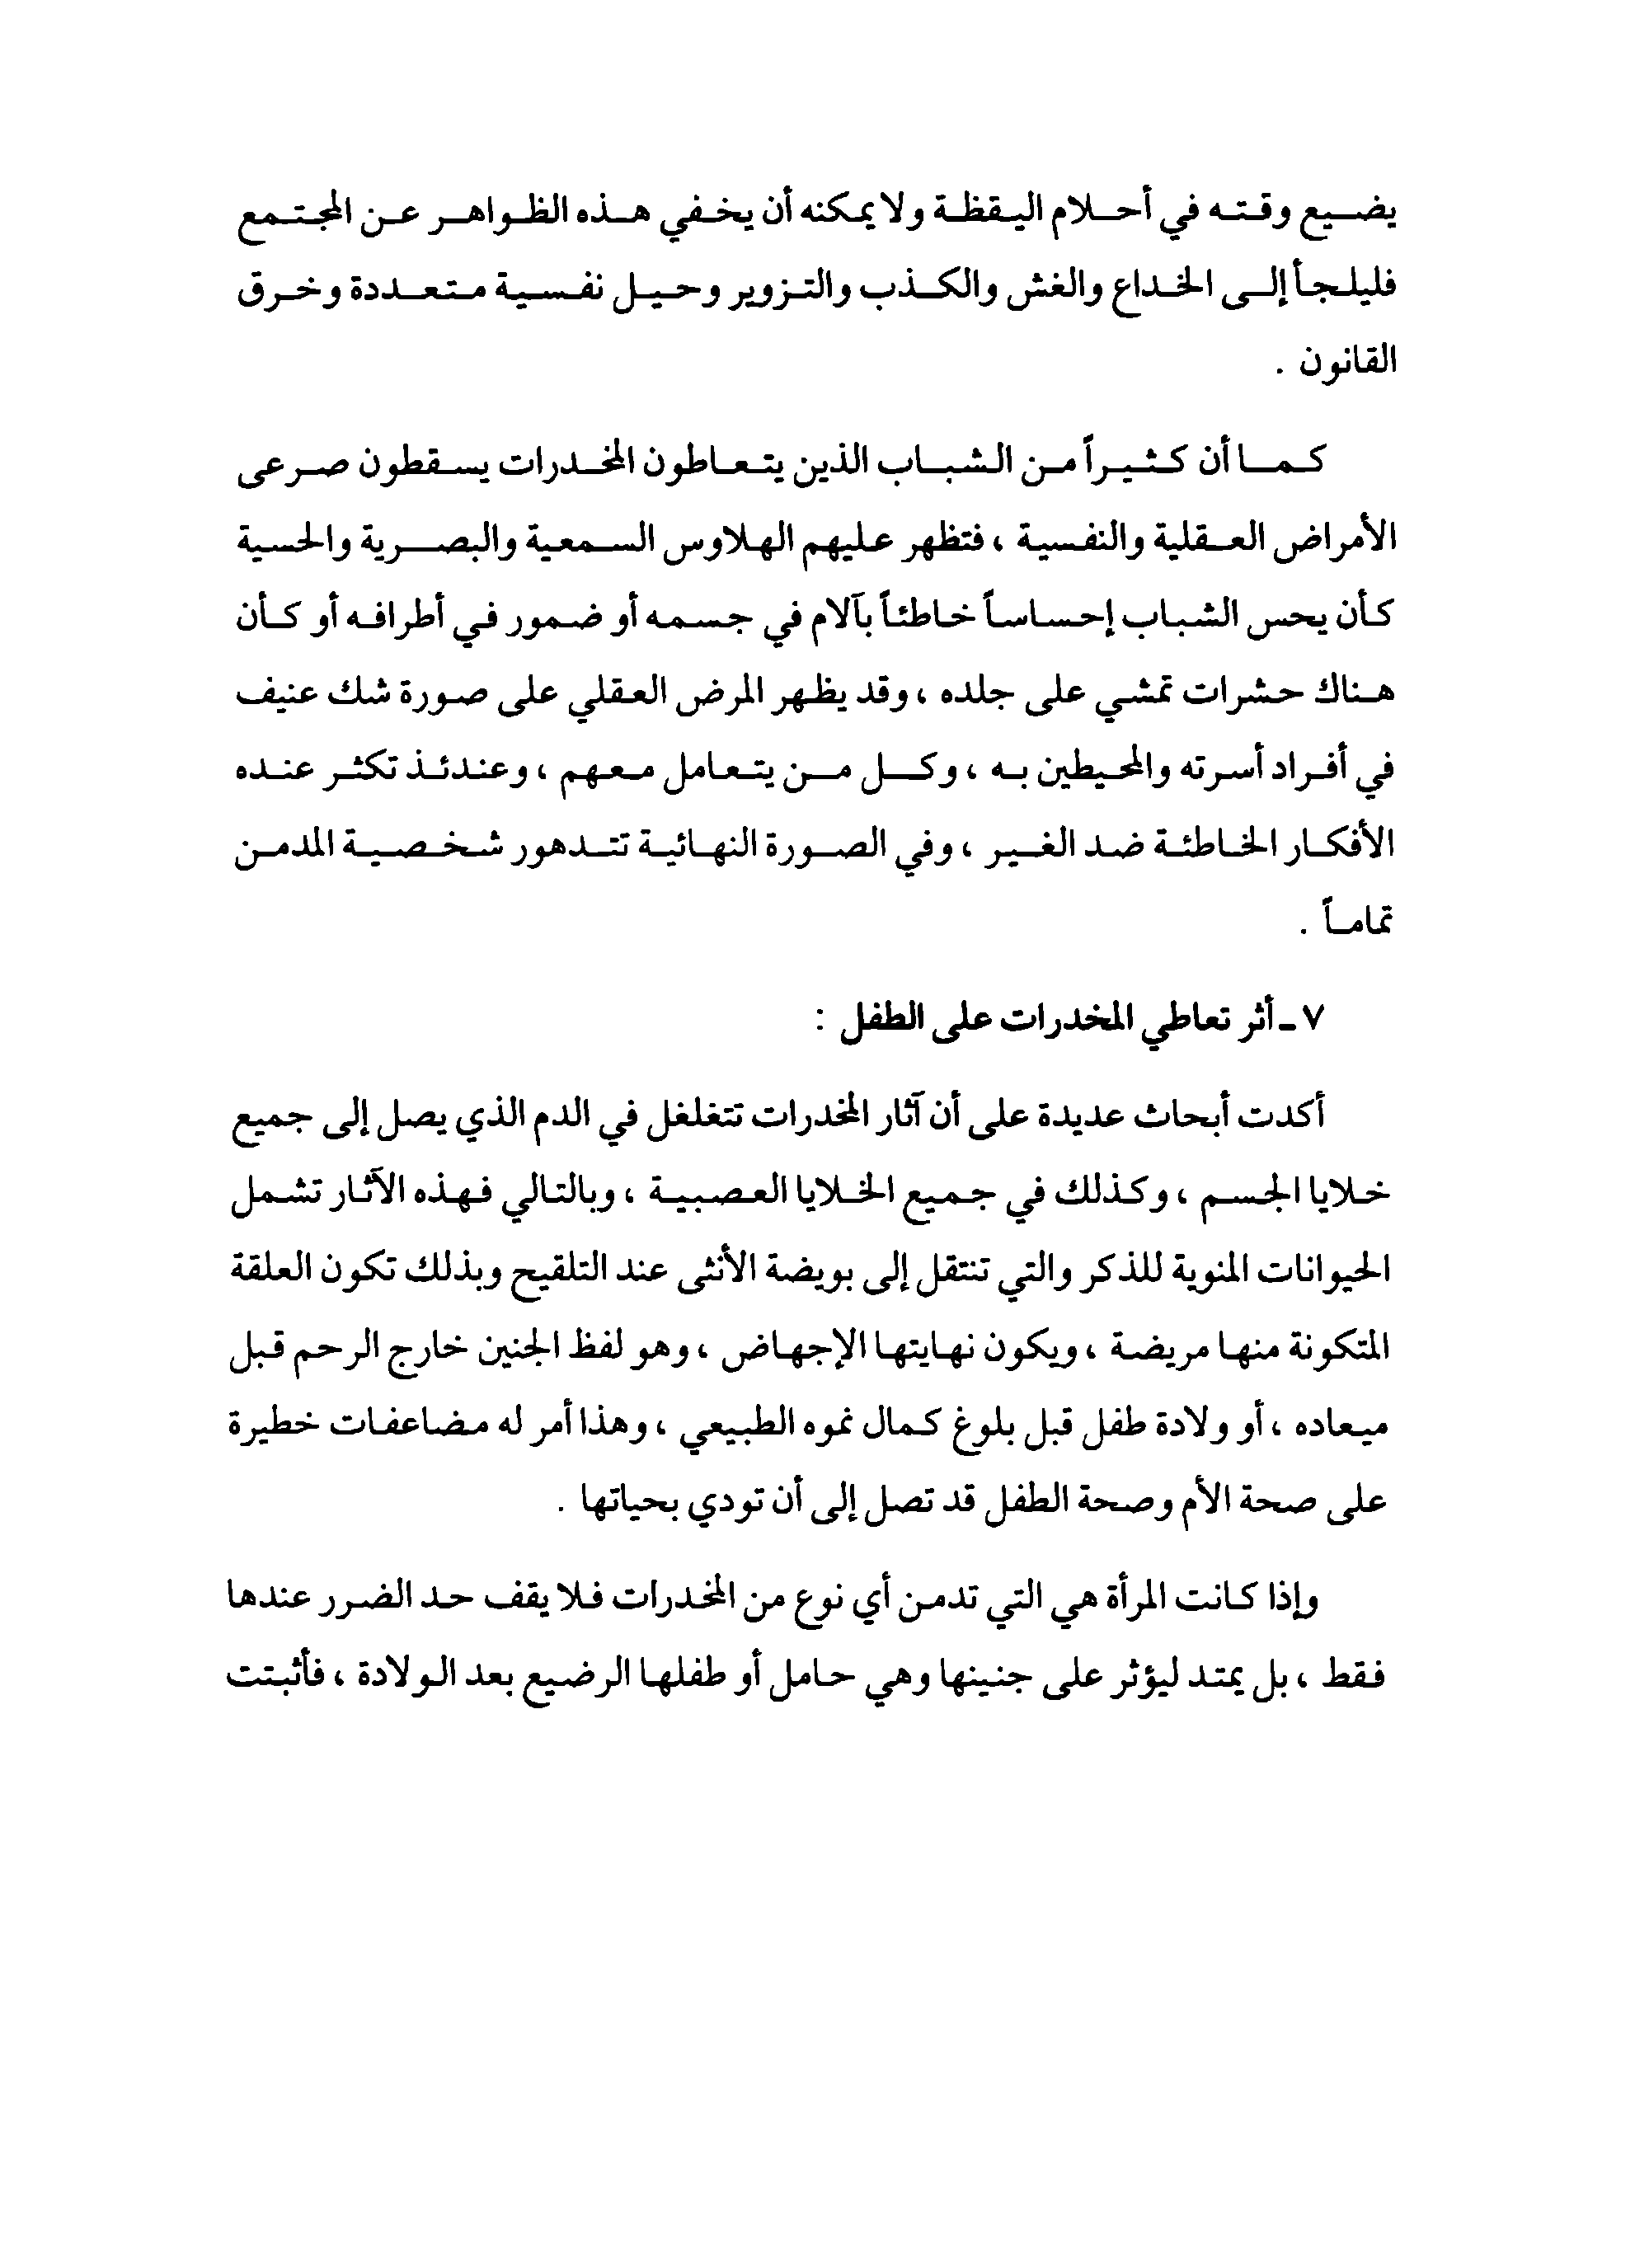 يضيع وقته في أحلام اليقظة ولا يمكنه أن يخفي هذه الظواهر عن المجتمع
فليلجأ إلى الخداع والغش والكذب والتزوير وحيل نفسية متعددة وخرق
القانون .
كما أن كثيراً من الشباب الذين يتعاطون المخدرات يسقطون صرعى
الأمراض العقلية والنفسية ، فتظهر عليهم الهلاوس السمعية والبصرية والحسية
كأن يحس الشباب إحساساً خاطئاً بآلام في جسمه أو ضمور في أطرافه أو كأن
هناك حشرات تمشي على جلده ، وقد يظهر المرض العقلي على صورة شك عنيف
في أفراد أسرته والمحيطين به ، وكل من يتعامل معهم ، وعندئذ تكثر عنده
الأفكار الخاطئة ضد الغير ، وفي الصورة النهائية تتدهور شخصية المدمن
تماماً .
٧ ـ أثر تعاطي المخدرات على الطفل :
أكدت أبحاث عديدة على أن آثار المخدرات تتغلغل في الدم الذي يصل إلى جميع
خلايا الجسم ، وكذلك في جميع الخلايا العصبية ، وبالتالي فهذه الآثار تشمل
الحيوانات المنوية للذكر والتي تنتقل إلى بويضة الأنثى عند التلقيح وبذلك تكون العلقة
المتكونة منها مريضة ، ويكون نهايتها الإجهاض ، وهو لفظ الجنين خارج الرحم قبل
ميعاده ، أو ولادة طفل قبل بلوغ كمال نموه الطبيعي ، وهذا أمر له مضاعفات خطيرة
على صحة الأم وصحة الطفل قد تصل إلى أن تودي بحياتها .
وإذا كانت المرأة هي التي تدمن أي نوع من المخدرات فلا يقف حد الضرر عندها
فقط ، بل يمتد ليؤثر على جنينها وهي حامل أو طفلها الرضيع بعد الولادة ، فأثبتت